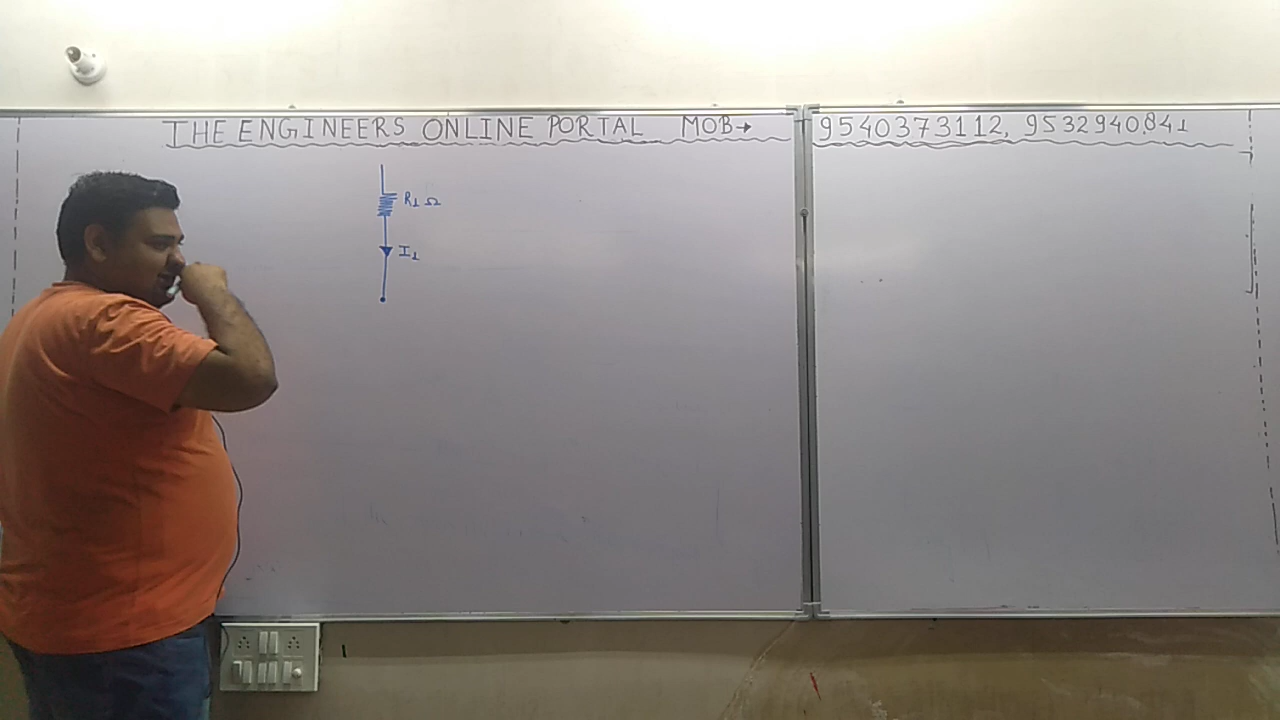 THE ENGINEERS ONLINE PORTAL MOB→ 9540373112, 9532940841
R1 Ω
I1